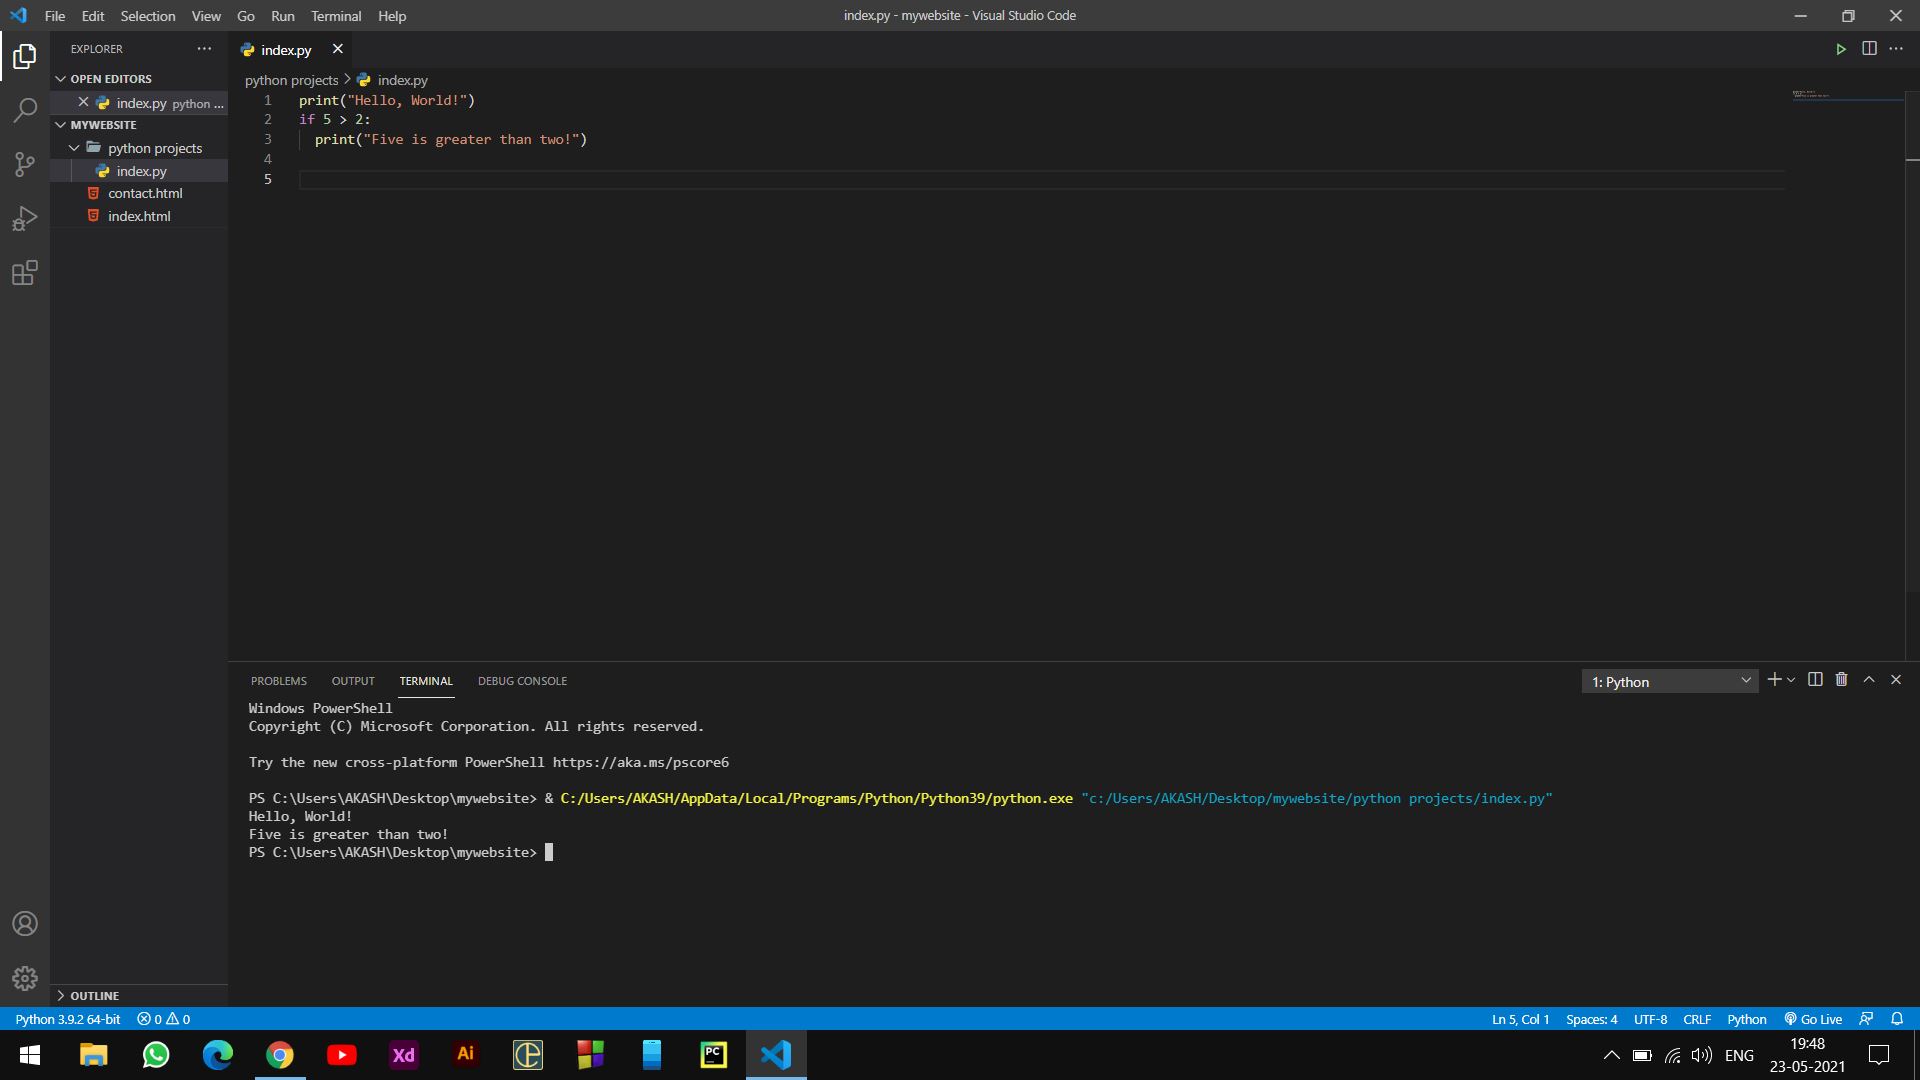 File Edit Selection View Go Run Terminal Help
index.py - mywebsite - Visual Studio Code
EXPLORER
OPEN EDITORS
index.py python ...
MYWEBSITE
python projects
index.py
contact.html
index.html
OUTLINE
index.py
python projects > index.py
1 print("Hello, World!")
2 if 5 > 2:
3 print("Five is greater than two!")
4
5
PROBLEMS OUTPUT TERMINAL DEBUG CONSOLE
1: Python
Windows PowerShell
Copyright (C) Microsoft Corporation. All rights reserved.
Try the new cross-platform PowerShell https://aka.ms/pscore6
PS C:\Users\AKASH\Desktop\mywebsite> & C:/Users/AKASH/AppData/Local/Programs/Python/Python39/python.exe "c:/Users/AKASH/Desktop/mywebsite/python projects/index.py"
Hello, World!
Five is greater than two!
PS C:\Users\AKASH\Desktop\mywebsite>
Python 3.9.2 64-bit 0 0
Ln 5, Col 1 Spaces: 4 UTF-8 CRLF Python Go Live
Xd Ai PC
ENG
19:48
23-05-2021